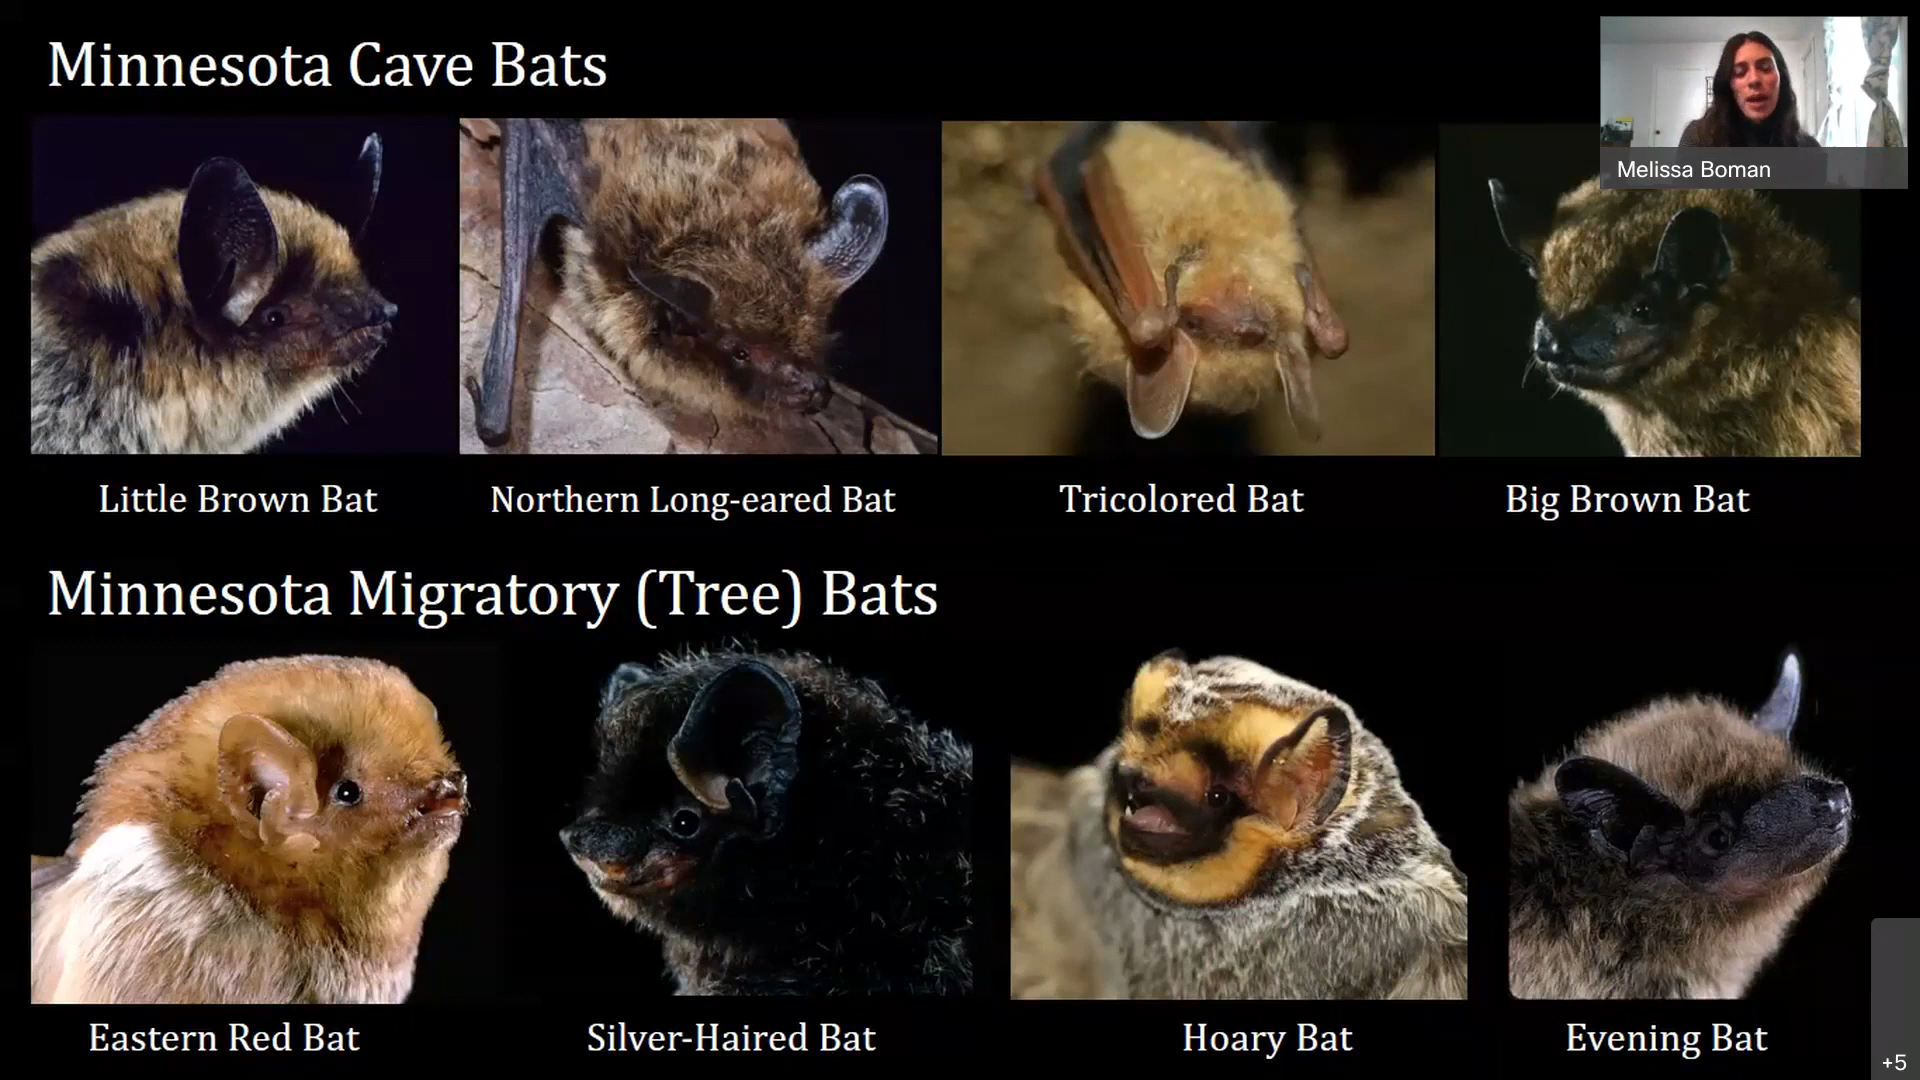 Minnesota Cave Bats
Melissa Boman
Little Brown Bat
Northern Long-eared Bat
Tricolored Bat
Big Brown Bat
Minnesota Migratory (Tree) Bats
Eastern Red Bat
Silver-Haired Bat
Hoary Bat
Evening Bat
+5